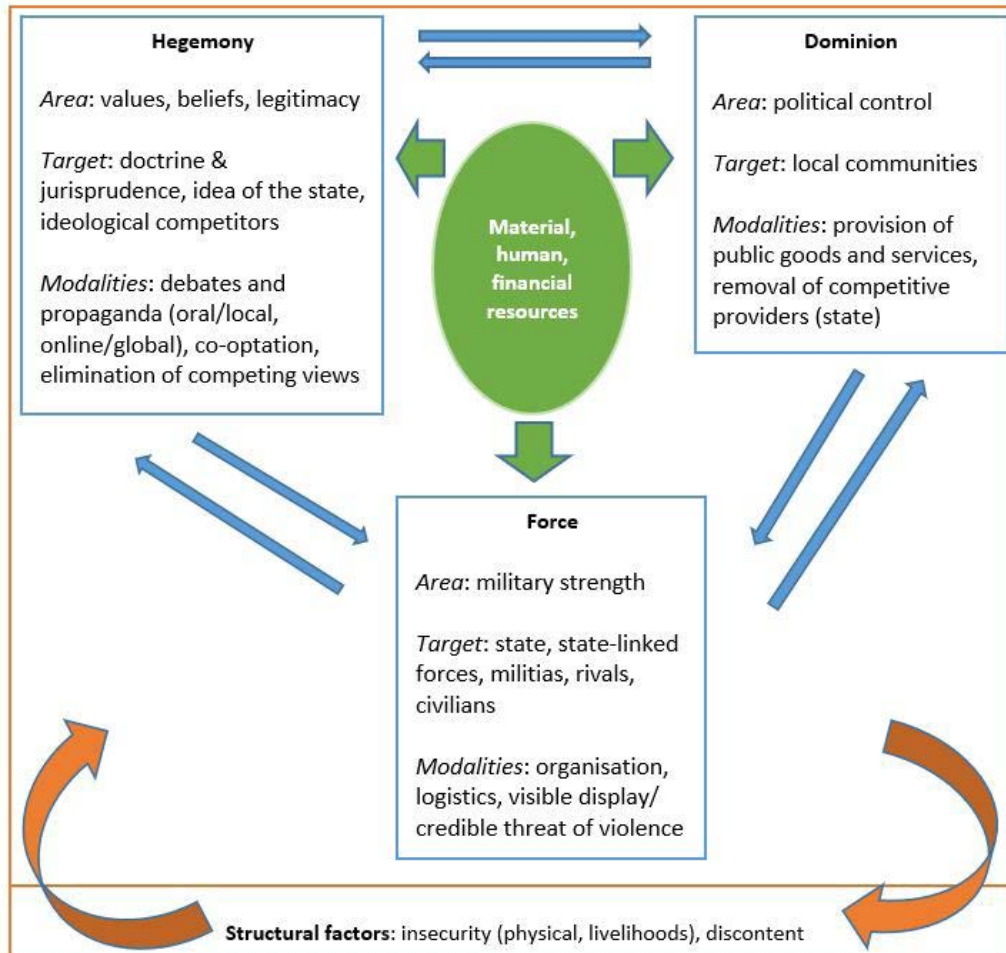 Hegemony
Area: values, beliefs, legitimacy
Target: doctrine &
jurisprudence, idea of the state,
ideological competitors
Modalities: debates and
propaganda (oral/local,
online/global), co-optation,
elimination of competing views
Dominion
Area: political control
Target: local communities
Modalities: provision of
public goods and services,
removal of competitive
providers (state)
Material,
human,
financial
resources
Force
Area: military strength
Target: state, state-linked
forces, militias, rivals,
civilians
Modalities: organisation,
logistics, visible display/
credible threat of violence
Structural factors: insecurity (physical, livelihoods), discontent